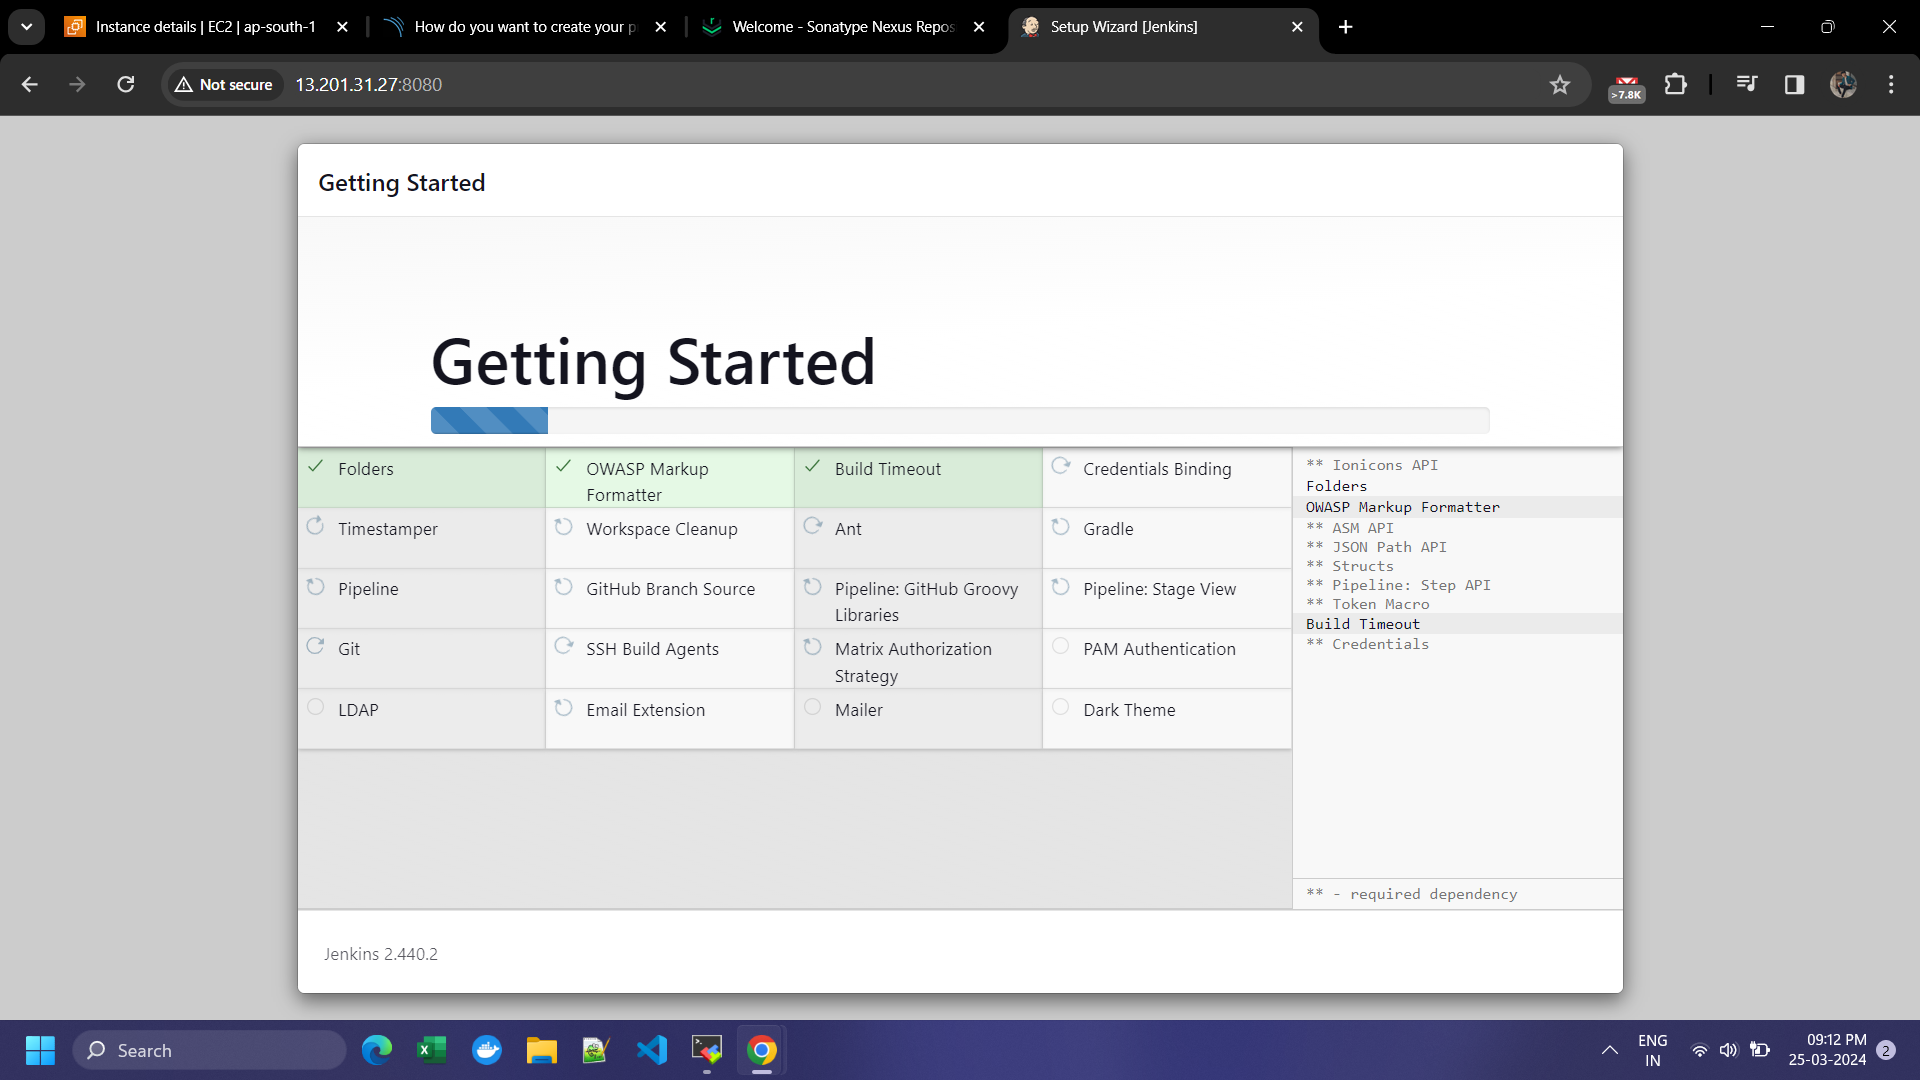 Instance details | EC2 | ap-south-1
How do you want to create your p
Welcome - Sonatype Nexus Repos
Setup Wizard [Jenkins]
Not secure
13.201.31.27:8080
>7.8K
Getting Started
Getting Started
Folders
OWASP Markup
Formatter
Build Timeout
Credentials Binding
Timestamper
Workspace Cleanup
Ant
Gradle
Pipeline
GitHub Branch Source
Pipeline: GitHub Groovy
Libraries
Pipeline: Stage View
Git
SSH Build Agents
Matrix Authorization
Strategy
PAM Authentication
LDAP
Email Extension
Mailer
Dark Theme
** Ionicons API
Folders
OWASP Markup Formatter
** ASM API
** JSON Path API
** Structs
** Pipeline: Step API
** Token Macro
Build Timeout
** Credentials
** - required dependency
Jenkins 2.440.2
Search
ENG
IN
09:12 PM
25-03-2024
2